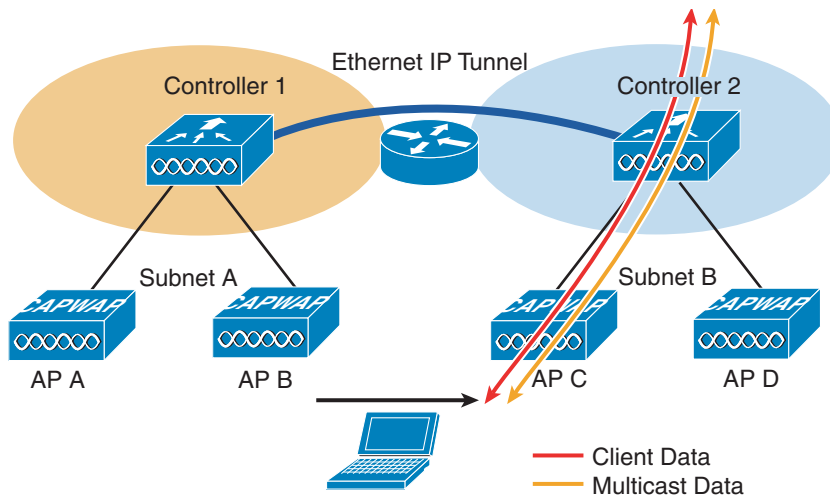 Ethernet IP Tunnel
Controller 1
Controller 2
Subnet A
Subnet B
CAPWAP
CAPWAP
CAPWAP
CAPWAP
AP A
AP B
AP C
AP D
Client Data
Multicast Data